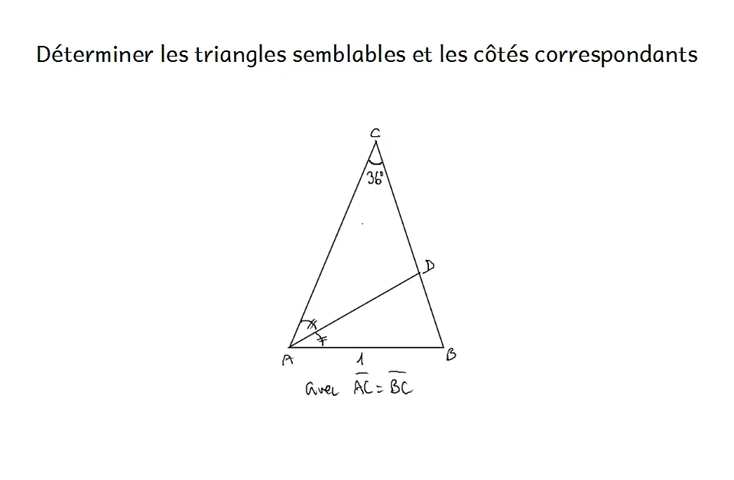 Déterminer les triangles semblables et les côtés correspondants
C
36°
D
A
1
B
avec AC = BC